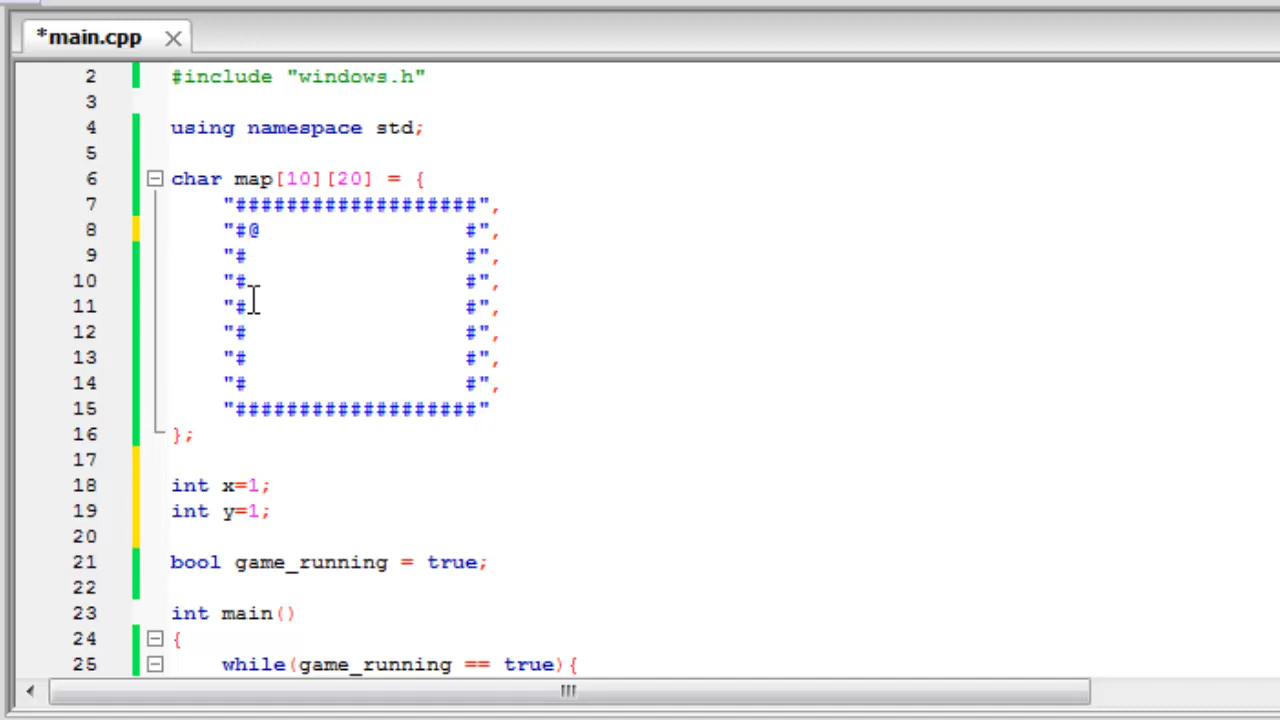 *main.cpp
2 #include "windows.h"
3
4 using namespace std;
5
6 char map[10][20] = {
7     "###################",
8     "#@                #",
9     "#                 #",
10     "#                 #",
11     "#                 #",
12     "#                 #",
13     "#                 #",
14     "#                 #",
15     "###################"
16 };
17
18 int x=1;
19 int y=1;
20
21 bool game_running = true;
22
23 int main()
24 {
25     while(game_running == true){